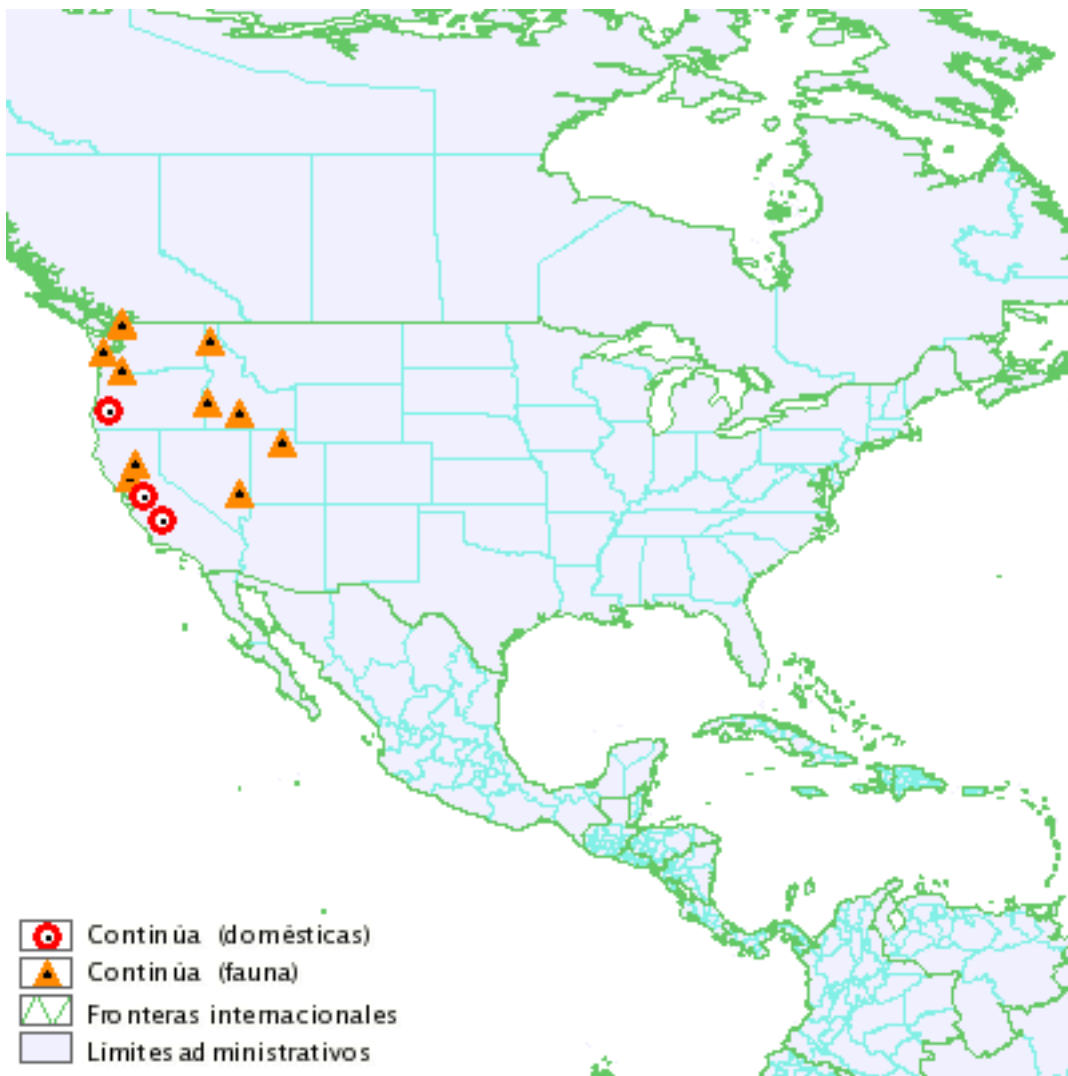 Continúa (domésticas)
Continúa (fauna)
Fronteras internacionales
Límites administrativos